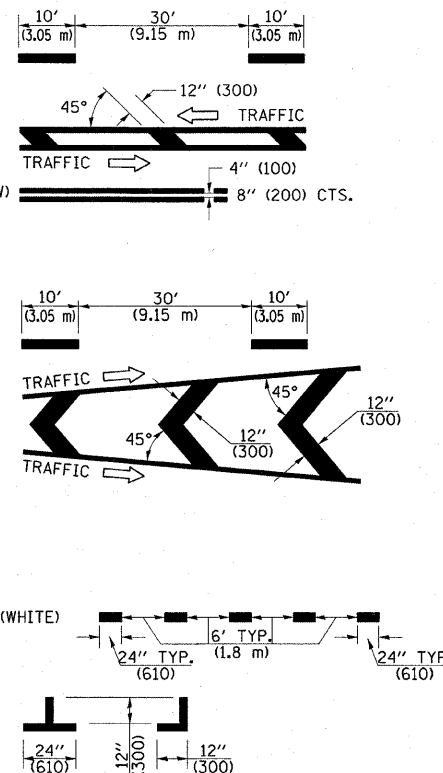 10' 30' 10'
(3.05 m) (9.15 m) (3.05 m)
12'' (300)
45°
TRAFFIC
TRAFFIC
4'' (100)
8'' (200) CTS.
10' 30' 10'
(3.05 m) (9.15 m) (3.05 m)
TRAFFIC
45°
12''
(300)
12''
(300)
45°
TRAFFIC
(WHITE)
6' TYP.
(1.8 m)
24'' TYP.
(610)
24'' TYP
(610)
24''
(610)
12''
(300)
12''
(300)